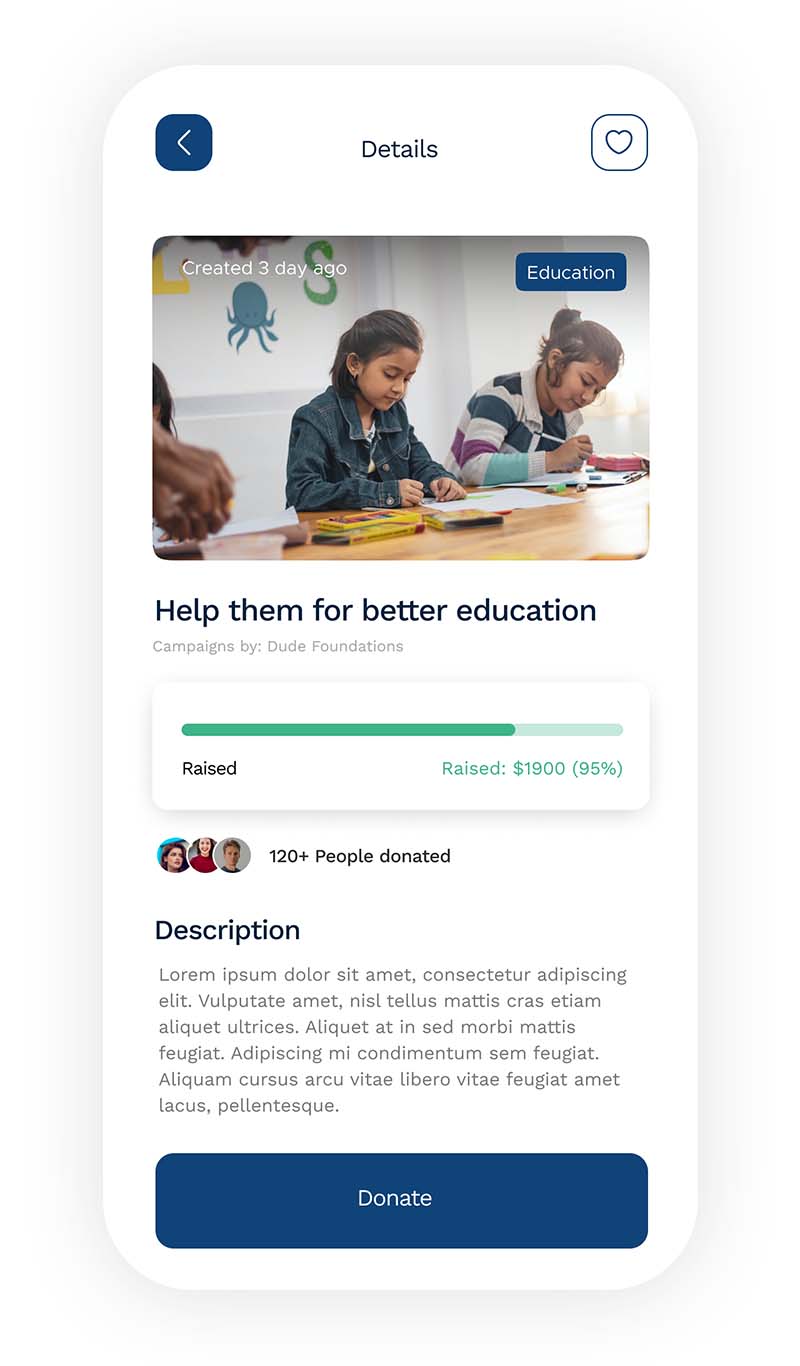 Details
Created 3 day ago
Education
Help them for better education
Campaigns by: Dude Foundations
Raised
Raised: $1900 (95%)
120+ People donated
Description
Lorem ipsum dolor sit amet, consectetur adipiscing
elit. Vulputate amet, nisl tellus mattis cras etiam
aliquet ultrices. Aliquet at in sed morbi mattis
feugiat. Adipiscing mi condimentum sem feugiat.
Aliquam cursus arcu vitae libero vitae feugiat amet
lacus, pellentesque.
Donate